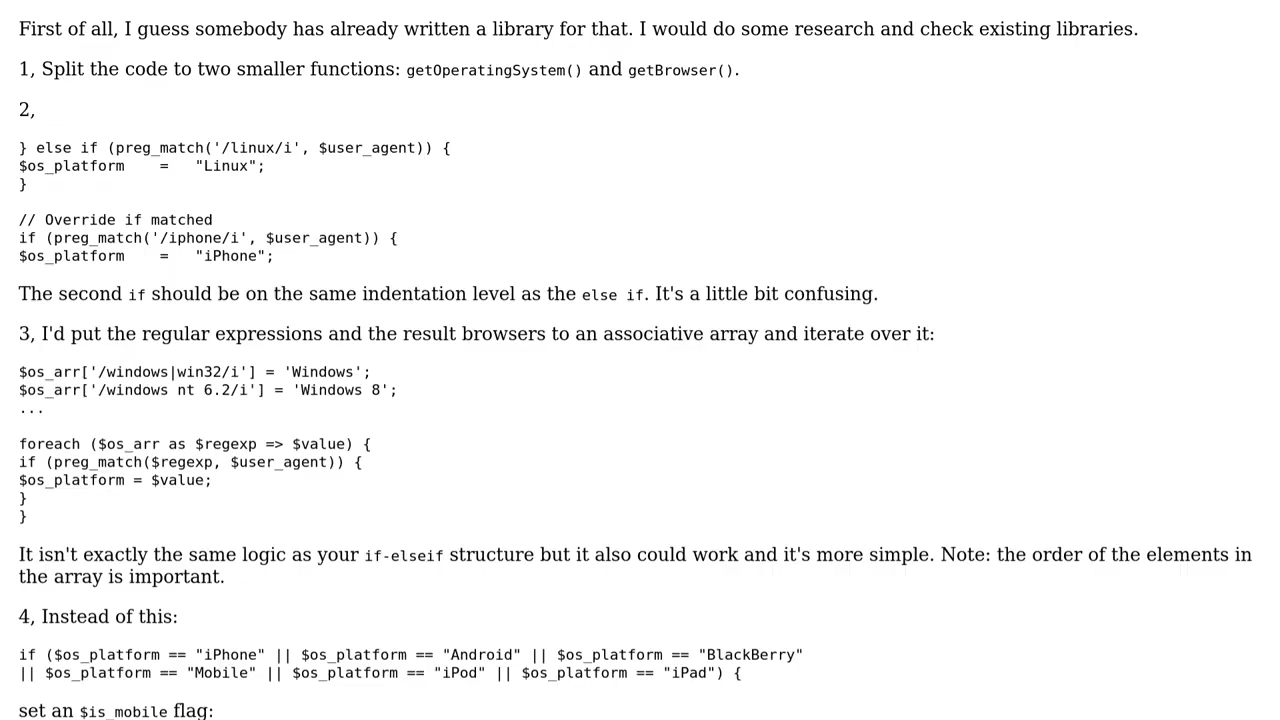 First of all, I guess somebody has already written a library for that. I would do some research and check existing libraries.
1, Split the code to two smaller functions: getOperatingSystem() and getBrowser().
2,
} else if (preg_match('/linux/i', $user_agent)) {
$os_platform    =   "Linux";
}
// Override if matched
if (preg_match('/iphone/i', $user_agent)) {
$os_platform    =   "iPhone";
The second if should be on the same indentation level as the else if. It's a little bit confusing.
3, I'd put the regular expressions and the result browsers to an associative array and iterate over it:
$os_arr['/windows|win32/i'] = 'Windows';
$os_arr['/windows nt 6.2/i'] = 'Windows 8';
...
foreach ($os_arr as $regexp => $value) {
if (preg_match($regexp, $user_agent)) {
$os_platform = $value;
}
}
It isn't exactly the same logic as your if-elseif structure but it also could work and it's more simple. Note: the order of the elements in
the array is important.
4, Instead of this:
if ($os_platform == "iPhone" || $os_platform == "Android" || $os_platform == "BlackBerry"
|| $os_platform == "Mobile" || $os_platform == "iPod" || $os_platform == "iPad") {
set an $is_mobile flag: